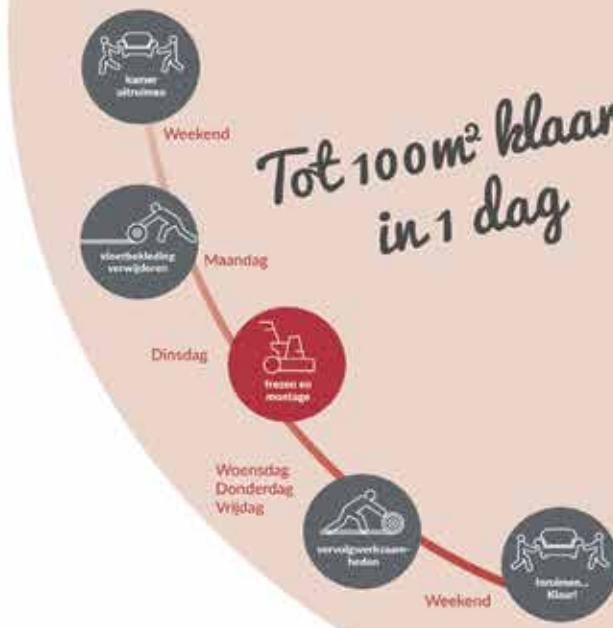 kamer
uitruimen
Weekend
Tot 100m² klaar
in 1 dag
vloerbekleding
verwijderen
Maandag
Dinsdag
frezen en
montage
Woensdag
Donderdag
Vrijdag
vervolgwerkzaam-
heden
Inruimen...
Klaar!
Weekend